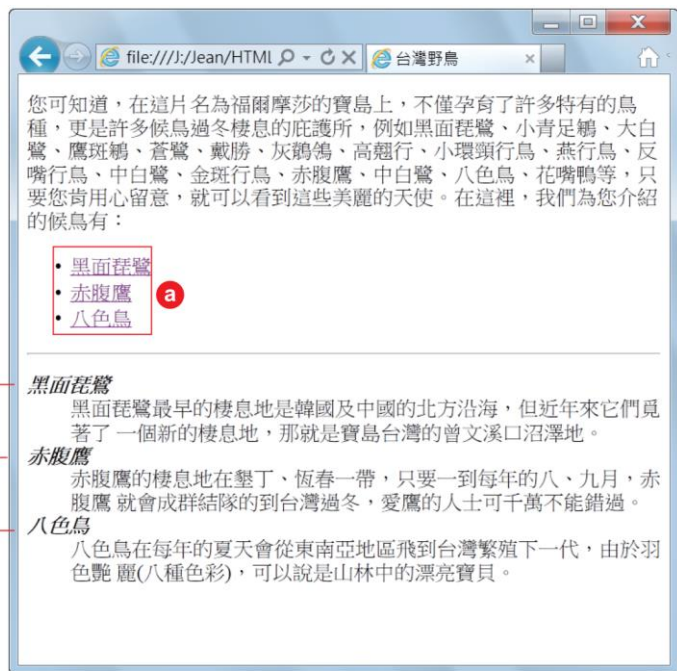 file:///J:/Jean/HTML
台灣野鳥
您可知道，在這片名為福爾摩莎的寶島上，不僅孕育了許多特有的鳥
種，更是許多候鳥過冬棲息的庇護所，例如黑面琵鷺、小青足鷸、大白
鷺、鷹斑鷸、蒼鷺、戴勝、灰鶺鴒、高翹行、小環頸行鳥、燕行鳥、反
嘴行鳥、中白鷺、金斑行鳥、赤腹鷹、中白鷺、八色鳥、花嘴鴨等，只
要您肯用心留意，就可以看到這些美麗的天使。在這裡，我們為您介紹
的候鳥有：
• 黑面琵鷺
• 赤腹鷹
a
• 八色鳥
黑面琵鷺
黑面琵鷺最早的棲息地是韓國及中國的北方沿海，但近年來它們覓
著了 一個新的棲息地，那就是寶島台灣的曾文溪口沼澤地。
赤腹鷹
赤腹鷹的棲息地在墾丁、恆春一帶，只要一到每年的八、九月，赤
腹鷹 就會成群結隊的到台灣過冬，愛鷹的人士可千萬不能錯過。
八色鳥
八色鳥在每年的夏天會從東南亞地區飛到台灣繁殖下一代，由於羽
色艷 麗(八種色彩)，可以說是山林中的漂亮寶貝。